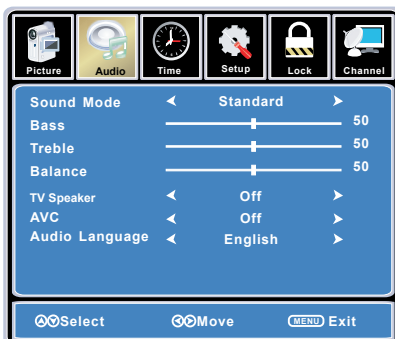 Picture Audio Time Setup Lock Channel
Sound Mode Standard
Bass 50
Treble 50
Balance 50
TV Speaker Off
AVC Off
Audio Language English
Select Move MENU Exit